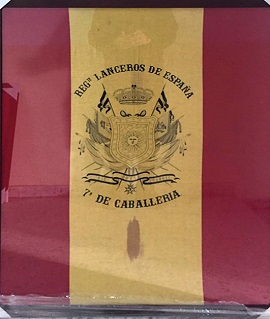 REGº LANCEROS DE ESPAÑA
7º DE CABALLERIA